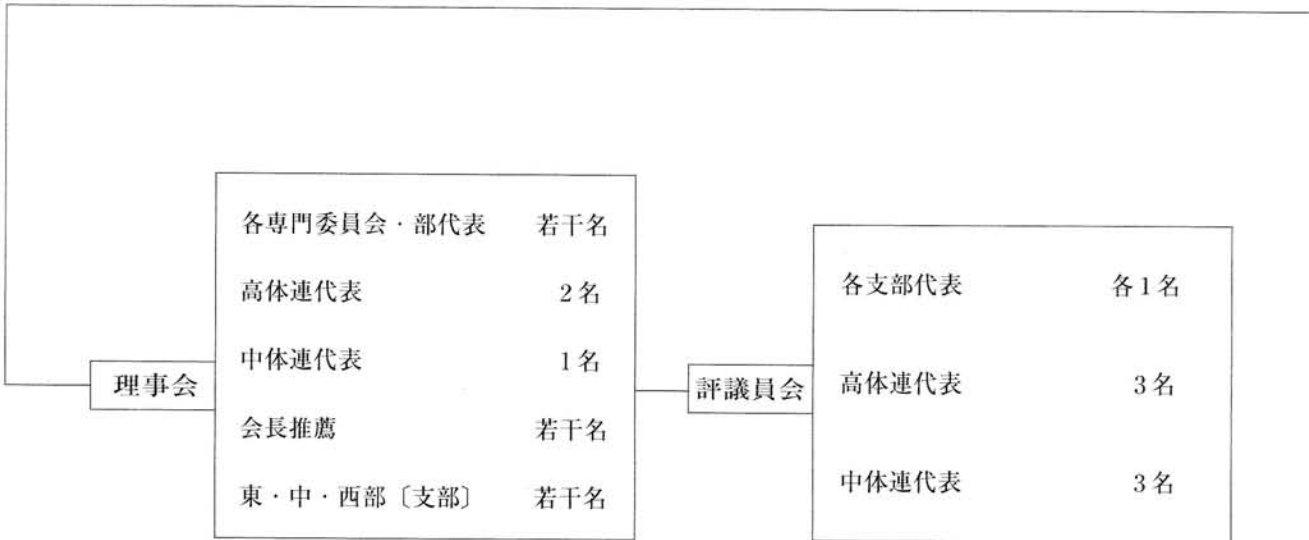 理事会
各専門委員会・部代表 若干名
高体連代表 2名
中体連代表 1名
会長推薦 若干名
東・中・西部〔支部〕 若干名
評議員会
各支部代表 各1名
高体連代表 3名
中体連代表 3名